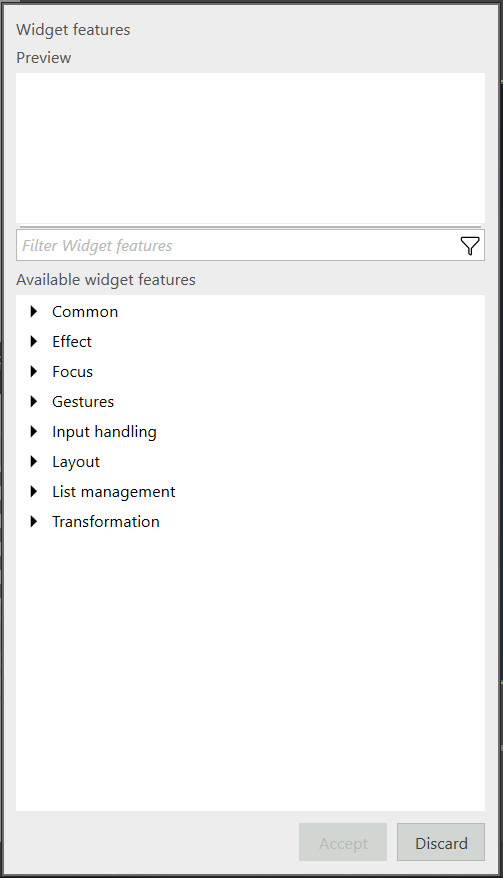 Widget features
Preview
Filter Widget features
Available widget features
Common
Effect
Focus
Gestures
Input handling
Layout
List management
Transformation
Accept Discard